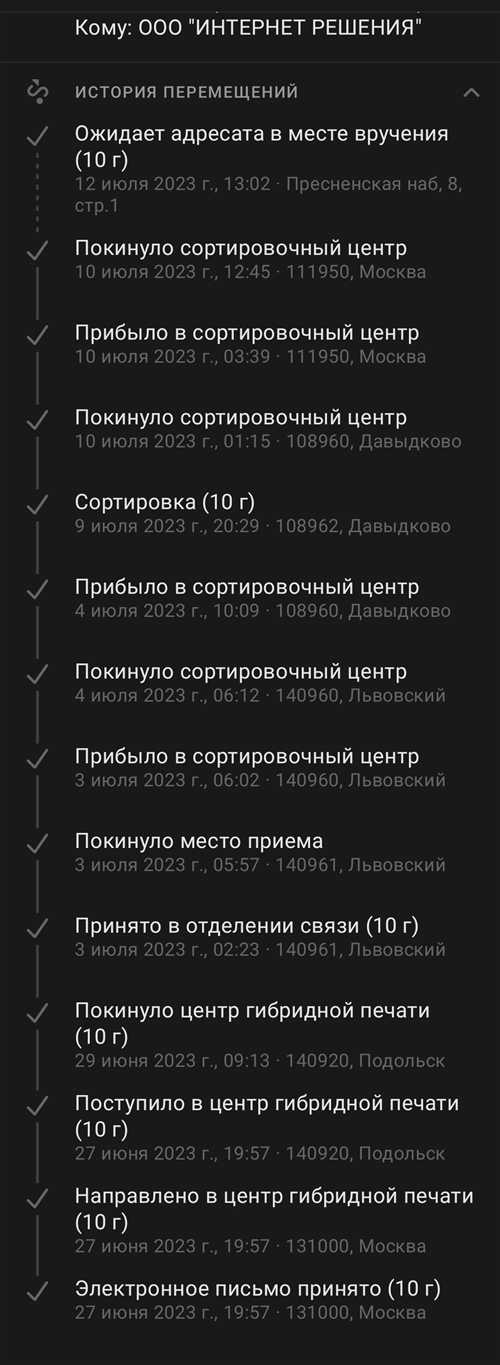 Кому: ООО "ИНТЕРНЕТ РЕШЕНИЯ"
ИСТОРИЯ ПЕРЕМЕЩЕНИЙ
Ожидает адресата в месте вручения
(10 г)
12 июля 2023 г., 13:02 · Пресненская наб, 8,
стр.1
Покинуло сортировочный центр
10 июля 2023 г., 12:45 · 111950, Москва
Прибыло в сортировочный центр
10 июля 2023 г., 03:39 · 111950, Москва
Покинуло сортировочный центр
10 июля 2023 г., 01:15 · 108960, Давыдково
Сортировка (10 г)
9 июля 2023 г., 20:29 · 108962, Давыдково
Прибыло в сортировочный центр
4 июля 2023 г., 10:09 · 108960, Давыдково
Покинуло сортировочный центр
4 июля 2023 г., 06:12 · 140960, Львовский
Прибыло в сортировочный центр
3 июля 2023 г., 06:02 · 140960, Львовский
Покинуло место приема
3 июля 2023 г., 05:57 · 140961, Львовский
Принято в отделении связи (10 г)
3 июля 2023 г., 02:23 · 140961, Львовский
Покинуло центр гибридной печати
(10 г)
29 июня 2023 г., 09:13 · 140920, Подольск
Поступило в центр гибридной печати
(10 г)
27 июня 2023 г., 19:57 · 140920, Подольск
Направлено в центр гибридной печати
(10 г)
27 июня 2023 г., 19:57 · 131000, Москва
Электронное письмо принято (10 г)
27 июня 2023 г., 19:57 · 131000, Москва